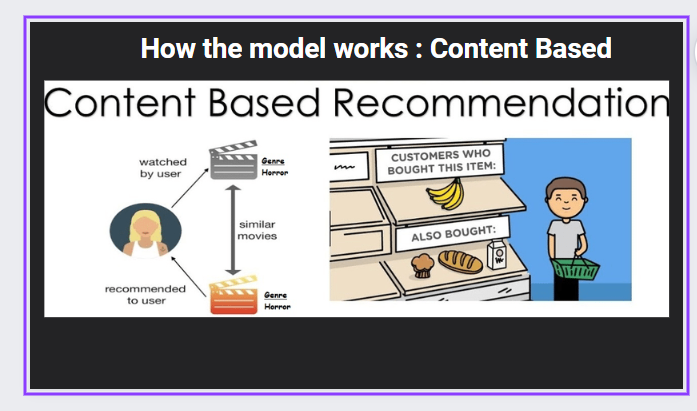 How the model works : Content Based
Content Based Recommendation
watched
by user
Genre
Horror
similar
movies
recommended
to user
Genre
Horror
CUSTOMERS WHO
BOUGHT THIS ITEM:
ALSO BOUGHT: